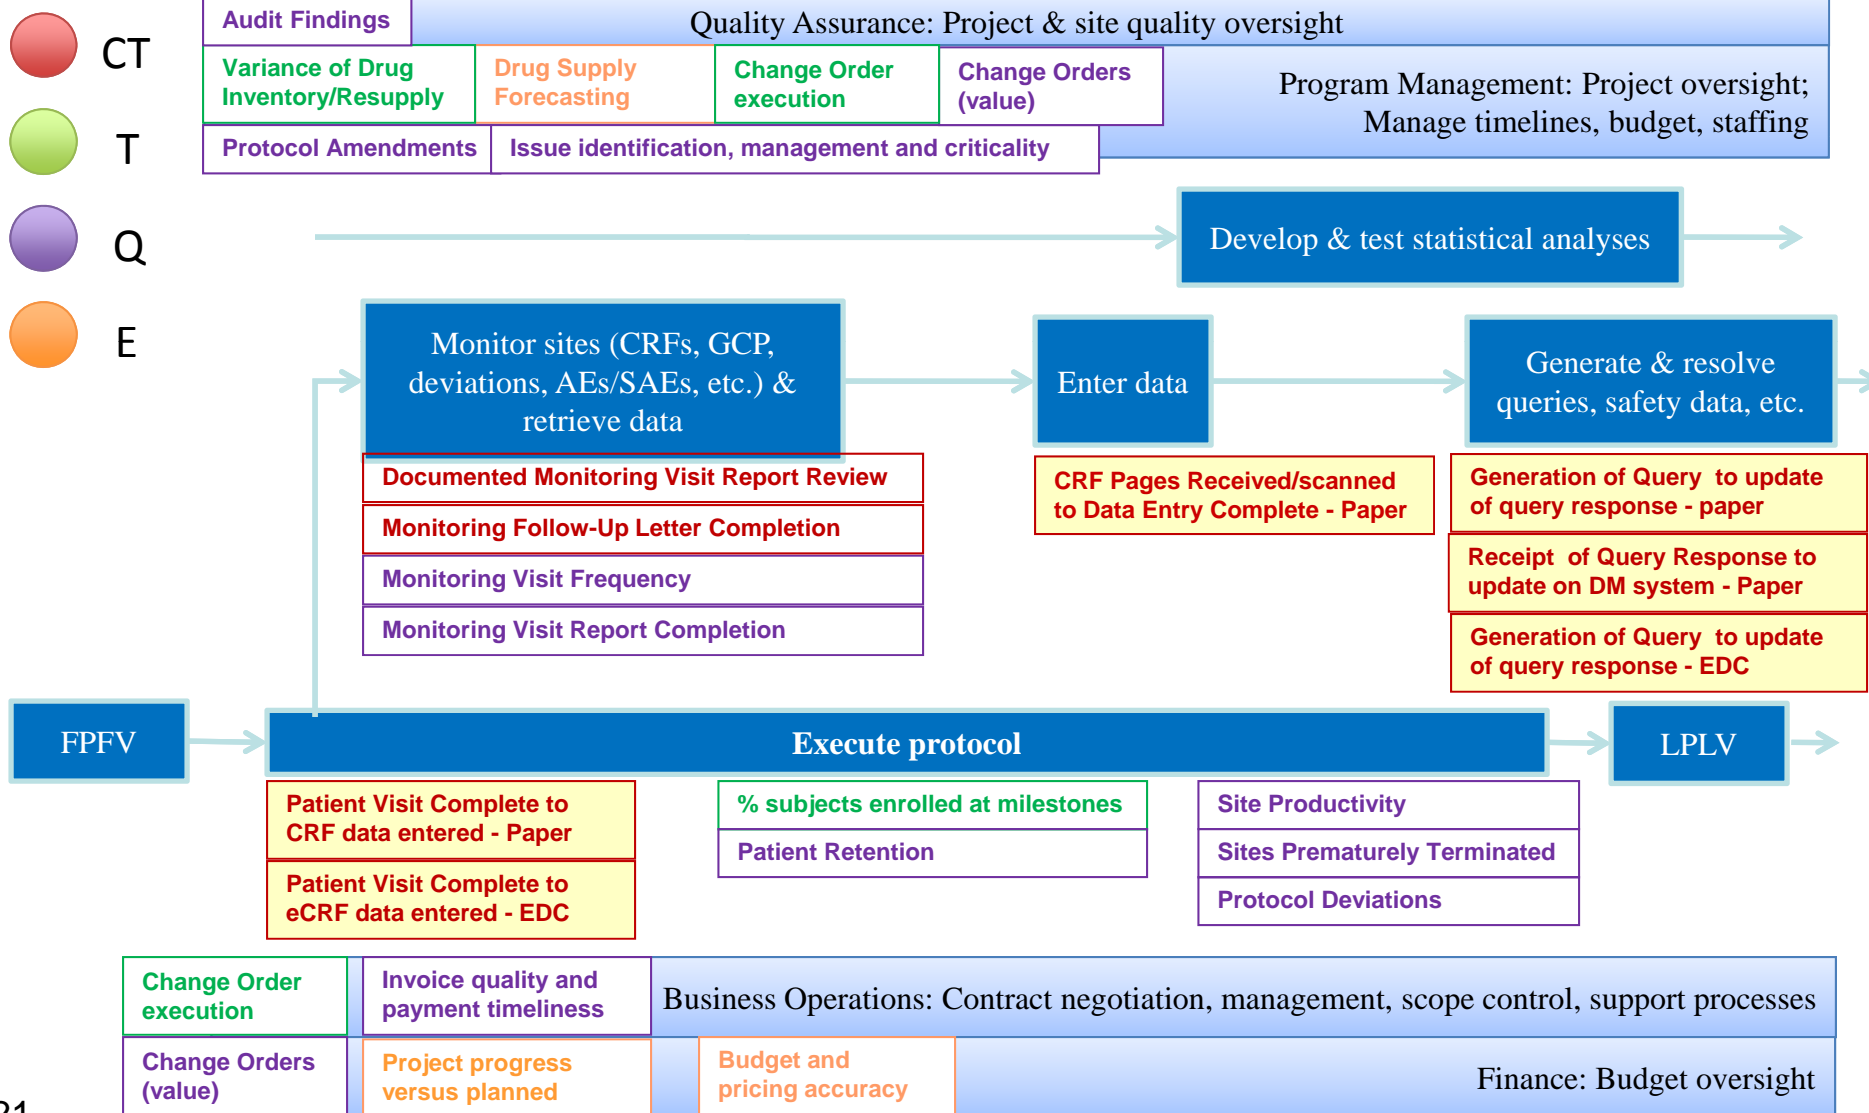 CT
T
Q
E
Audit Findings
Quality Assurance: Project & site quality oversight
Variance of Drug
Inventory/Resupply
Drug Supply
Forecasting
Change Order
execution
Change Orders
(value)
Program Management: Project oversight;
Manage timelines, budget, staffing
Protocol Amendments
Issue identification, management and criticality
Develop & test statistical analyses
Monitor sites (CRFs, GCP,
deviations, AEs/SAEs, etc.) &
retrieve data
Enter data
Generate & resolve
queries, safety data, etc.
Documented Monitoring Visit Report Review
Monitoring Follow-Up Letter Completion
Monitoring Visit Frequency
Monitoring Visit Report Completion
CRF Pages Received/scanned
to Data Entry Complete - Paper
Generation of Query to update
of query response - paper
Receipt of Query Response to
update on DM system - Paper
Generation of Query to update
of query response - EDC
FPFV
Execute protocol
LPLV
Patient Visit Complete to
CRF data entered - Paper
Patient Visit Complete to
eCRF data entered - EDC
% subjects enrolled at milestones
Patient Retention
Site Productivity
Sites Prematurely Terminated
Protocol Deviations
Change Order
execution
Invoice quality and
payment timeliness
Business Operations: Contract negotiation, management, scope control, support processes
Change Orders
(value)
Project progress
versus planned
Budget and
pricing accuracy
Finance: Budget oversight